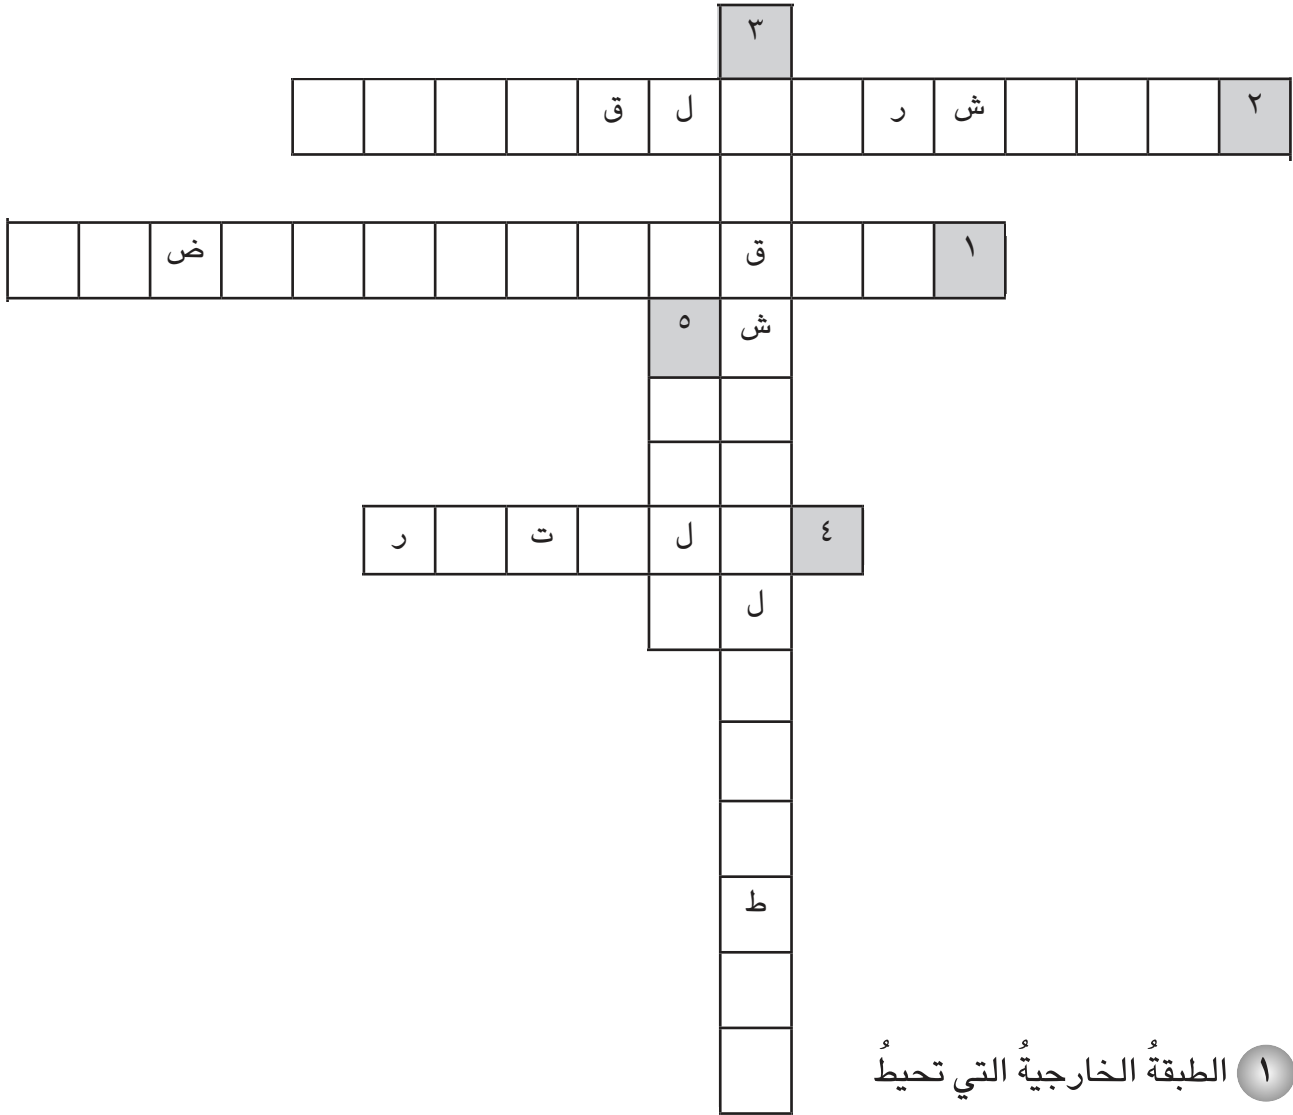 ٣
٢ ش ر ل ق
١ ق ض
ش ٥
٤ ل ت ر
ل
ط
١ الطبقةُ الخارجيةُ التي تحيطُ